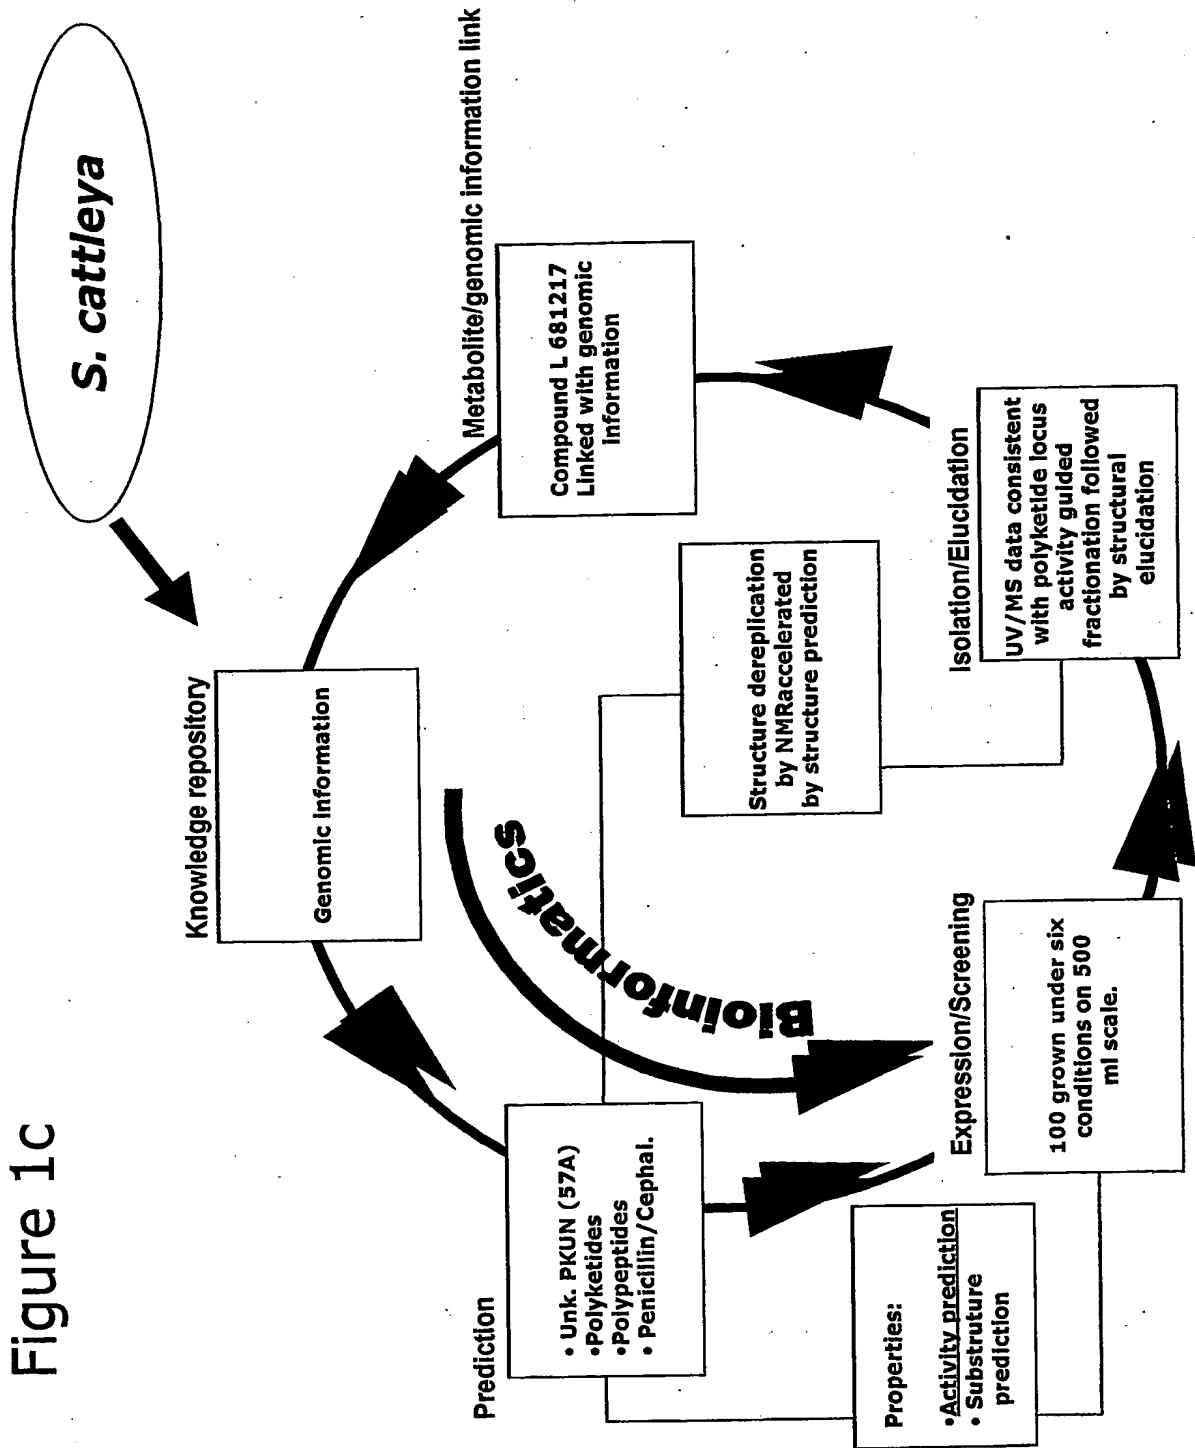 Figure 1c
S. cattleya
Knowledge repository
Genomic Information
Metabolite/genomic information link
Compound L 681217
Linked with genomic
information
Prediction
• Unk. PKUN (57A)
•Polyketides
•Polypeptides
• Penicillin/Cephal.
Bioinformatics
Structure dereplication
by NMRaccelerated
by structure prediction
Properties:
•Activity prediction
• Substruture
prediction
Expression/Screening
100 grown under six
conditions on 500
ml scale.
Isolation/Elucidation
UV/MS data consistent
with polyketide locus
activity guided
fractionation followed
by structural
elucidation